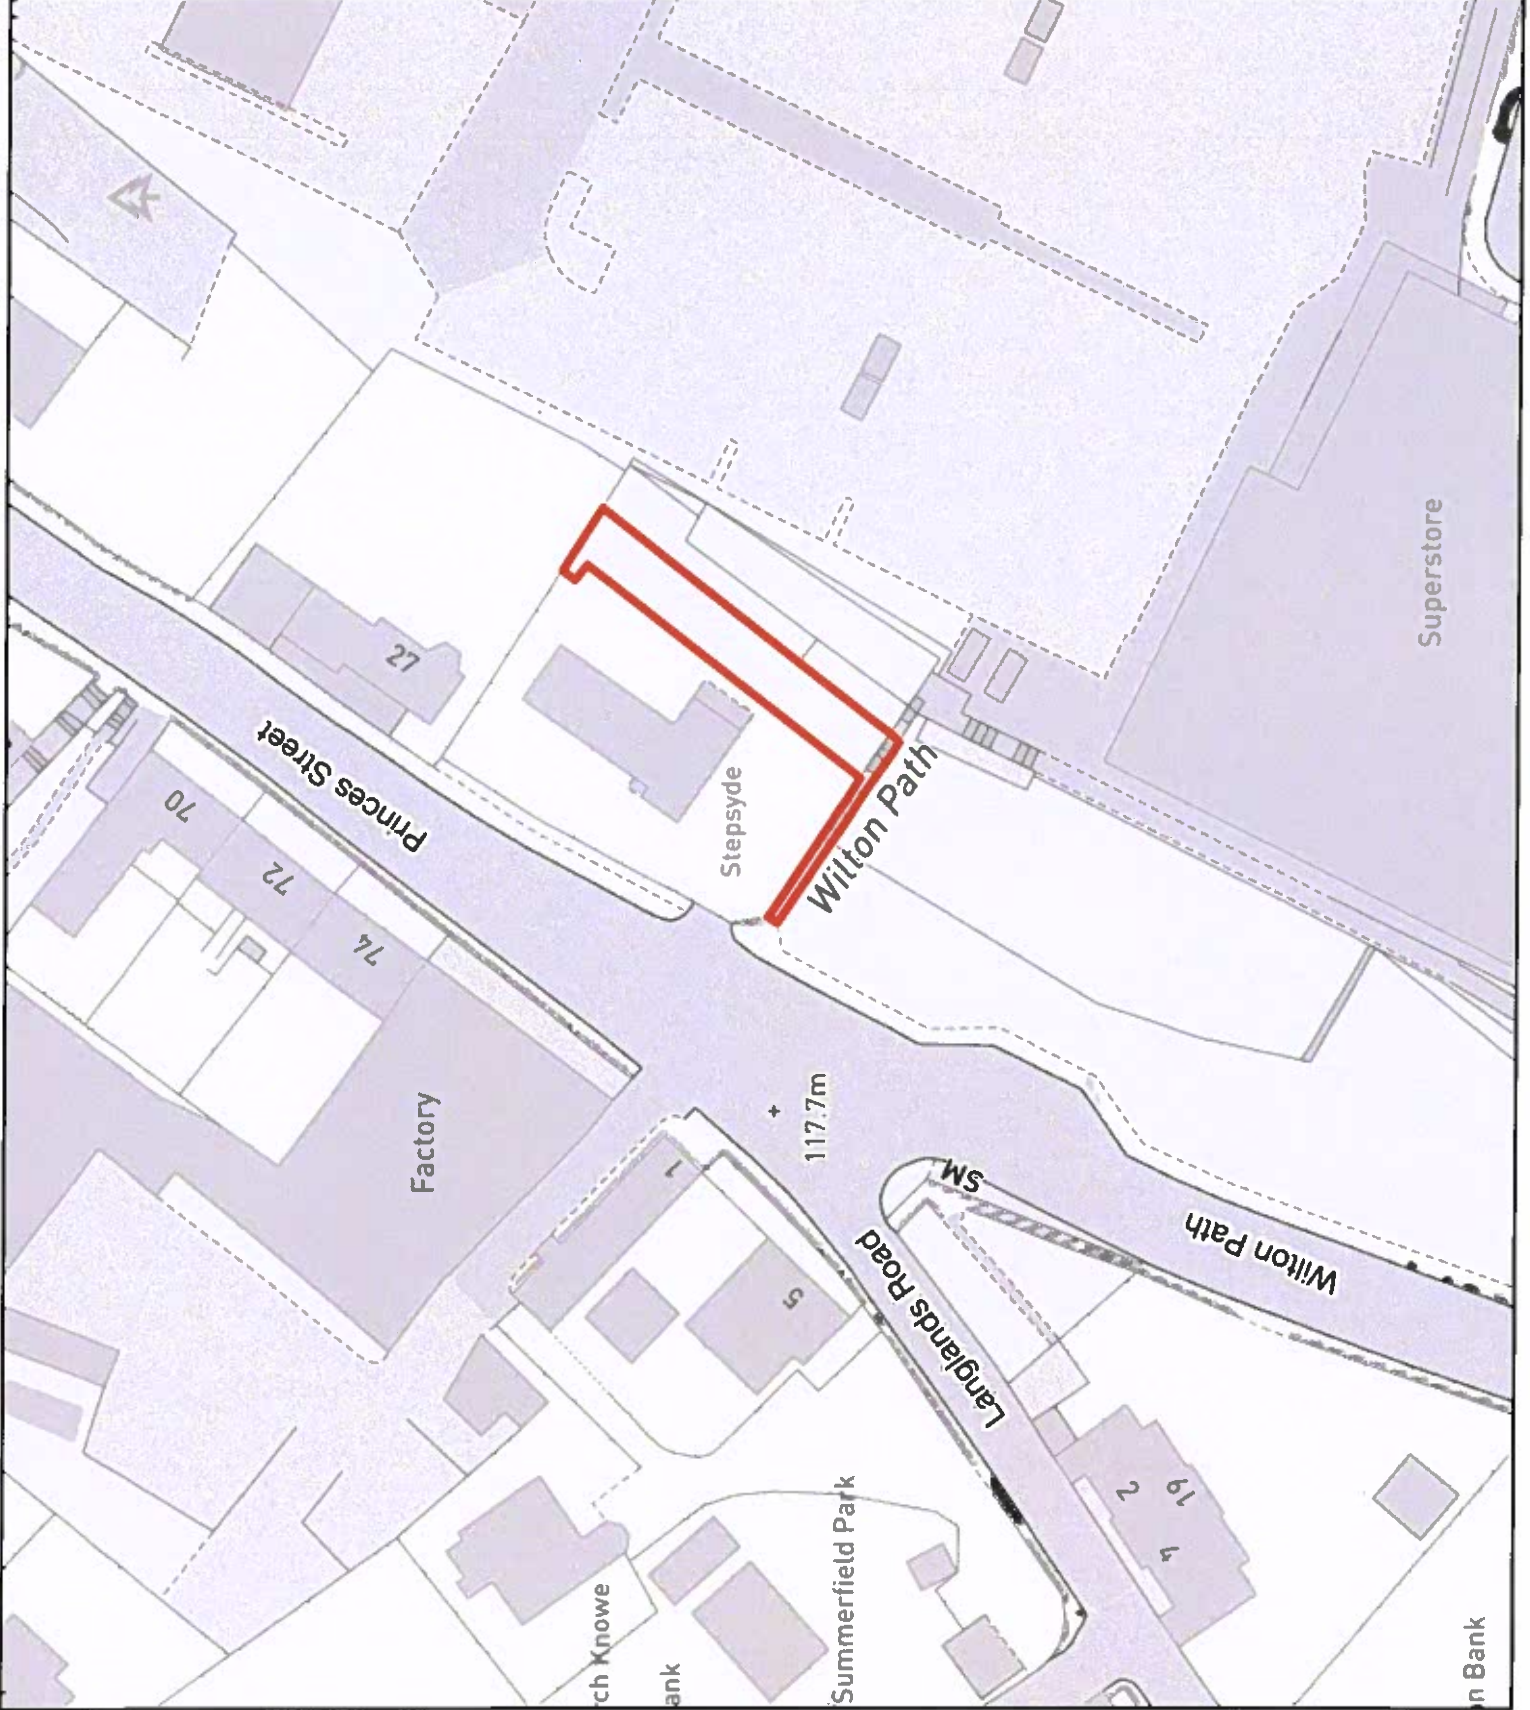 27
Princes Street
70
72
74
Stepsyde
Wilton Path
Superstore
Factory
117.7m
1
5
SM
Wilton Path
Langlands Road
2
19
4
Summerfield Park
rch Knowe
ank
n Bank